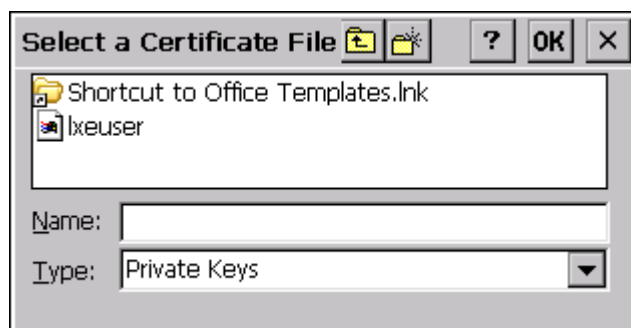 Select a Certificate File ? OK ×
Shortcut to Office Templates.lnk
lxeuser
Name:
Type: Private Keys